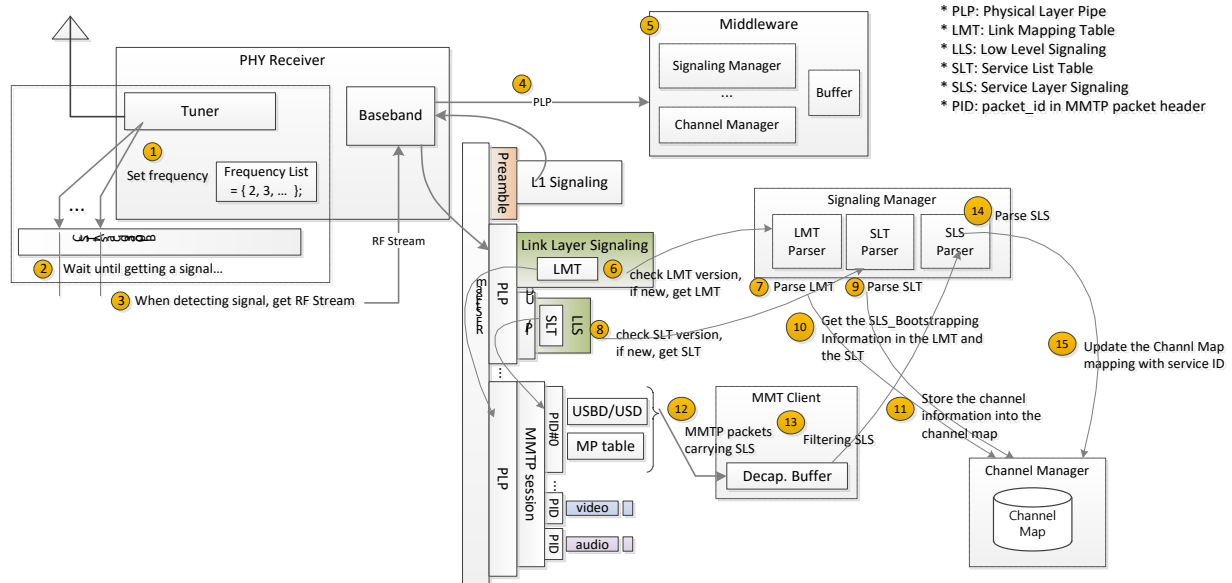 * PLP: Physical Layer Pipe
* LMT: Link Mapping Table
* LLS: Low Level Signaling
* SLT: Service List Table
* SLS: Service Layer Signaling
* PID: packet_id in MMTP packet header
PHY Receiver
Tuner
1
Set frequency
Frequency List
= { 2, 3, … };
Baseband
...
2
Wait until getting a signal…
3
When detecting signal, get RF Stream
RF Stream
4
PLP
5
Middleware
Signaling Manager
...
Channel Manager
Buffer
Preamble
L1 Signaling
PLP
Link Layer Signaling
LMT
6
check LMT version,
if new, get LMT
SLT
LLS
8
check SLT version,
if new, get SLT
...
Signaling Manager
LMT
Parser
SLT
Parser
SLS
Parser
14
Parse SLS
7
Parse LMT
9
Parse SLT
10
Get the SLS_Bootstrapping
Information in the LMT and
the SLT
15
Update the Channl Map
mapping with service ID
11
Store the channel
information into the
channel map
PLP
MMTP session
PID#0
USBD/USD
MP table
...
PID
video
PID
audio
12
MMTP packets
carrying SLS
MMT Client
13
Filtering SLS
Decap. Buffer
Channel Manager
Channel
Map